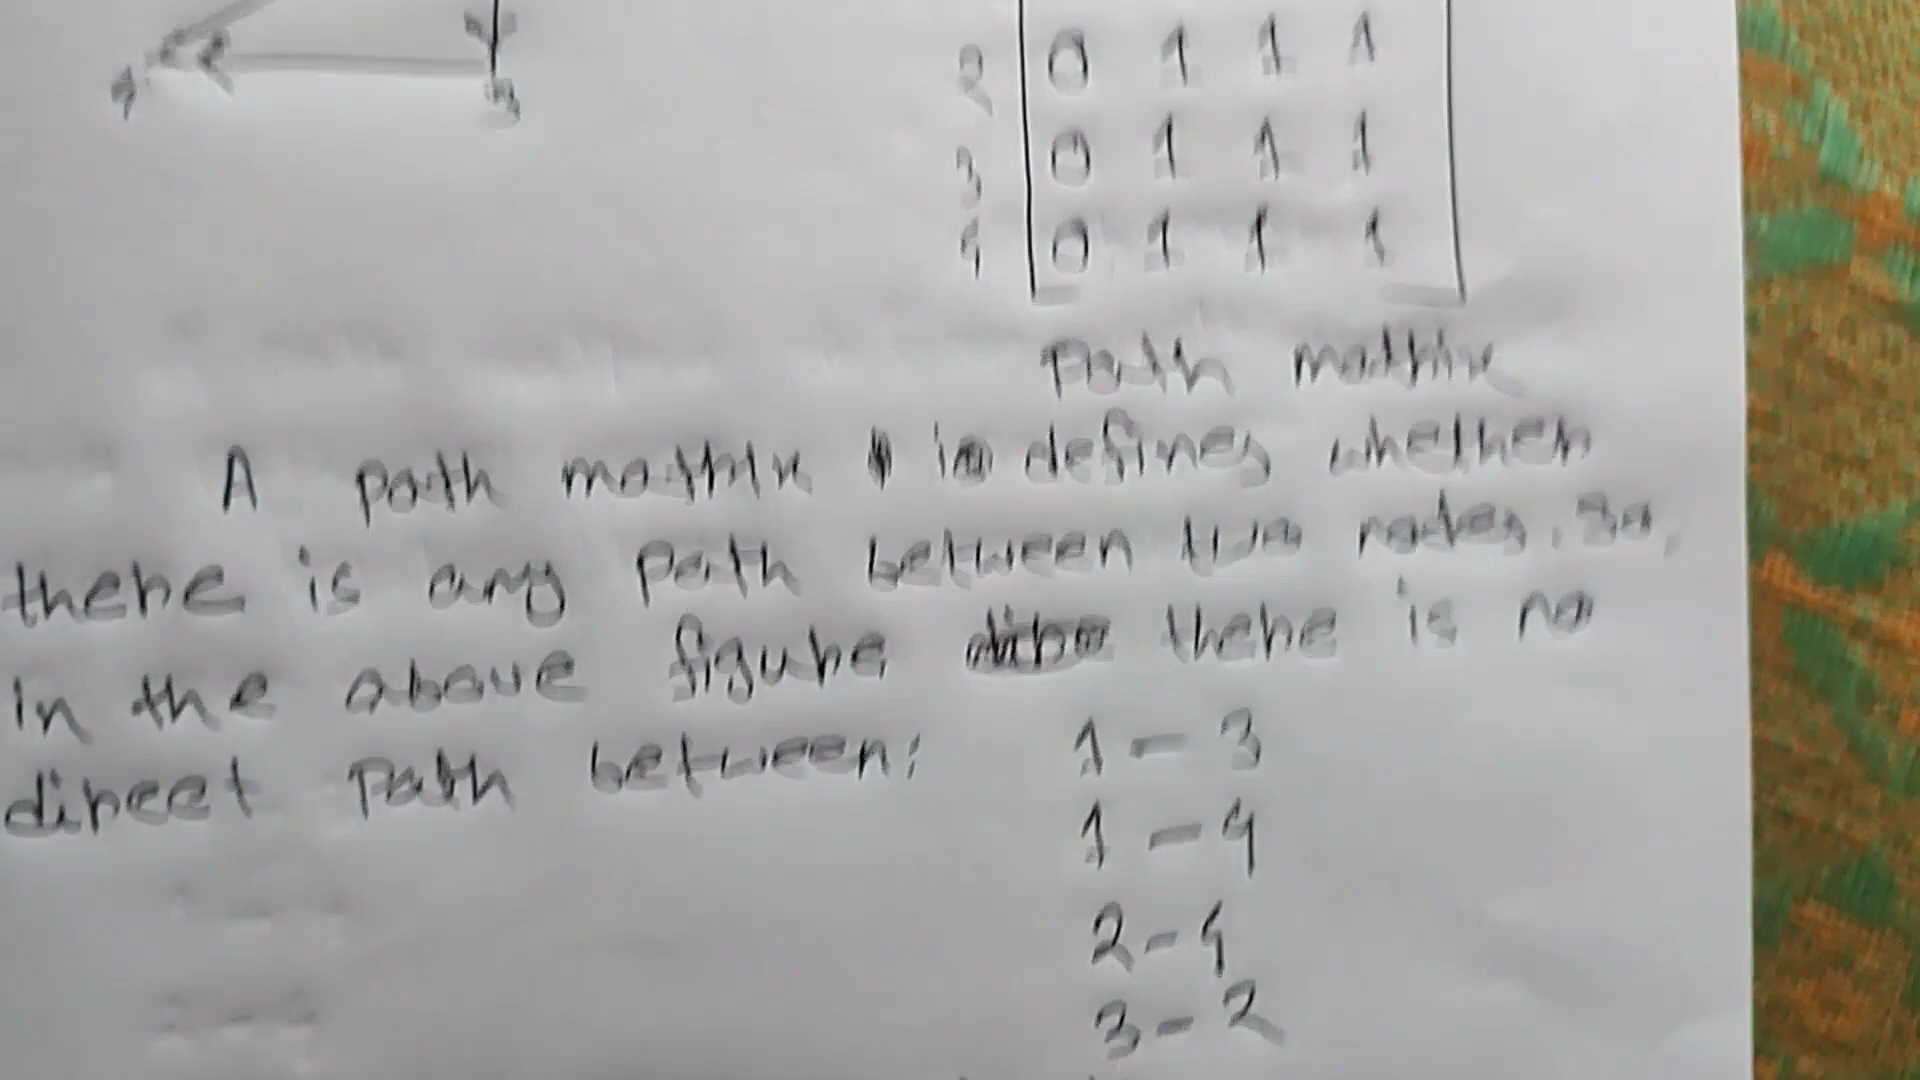 4 3
2 0 1 1 1
3 0 1 1 1
4 0 1 1 1
Path matrix
A path matrix is defines whether
there is any path between two nodes. So,
in the above figure there is no
direct path between: 1 - 3
1 - 4
2 - 4
3 - 2